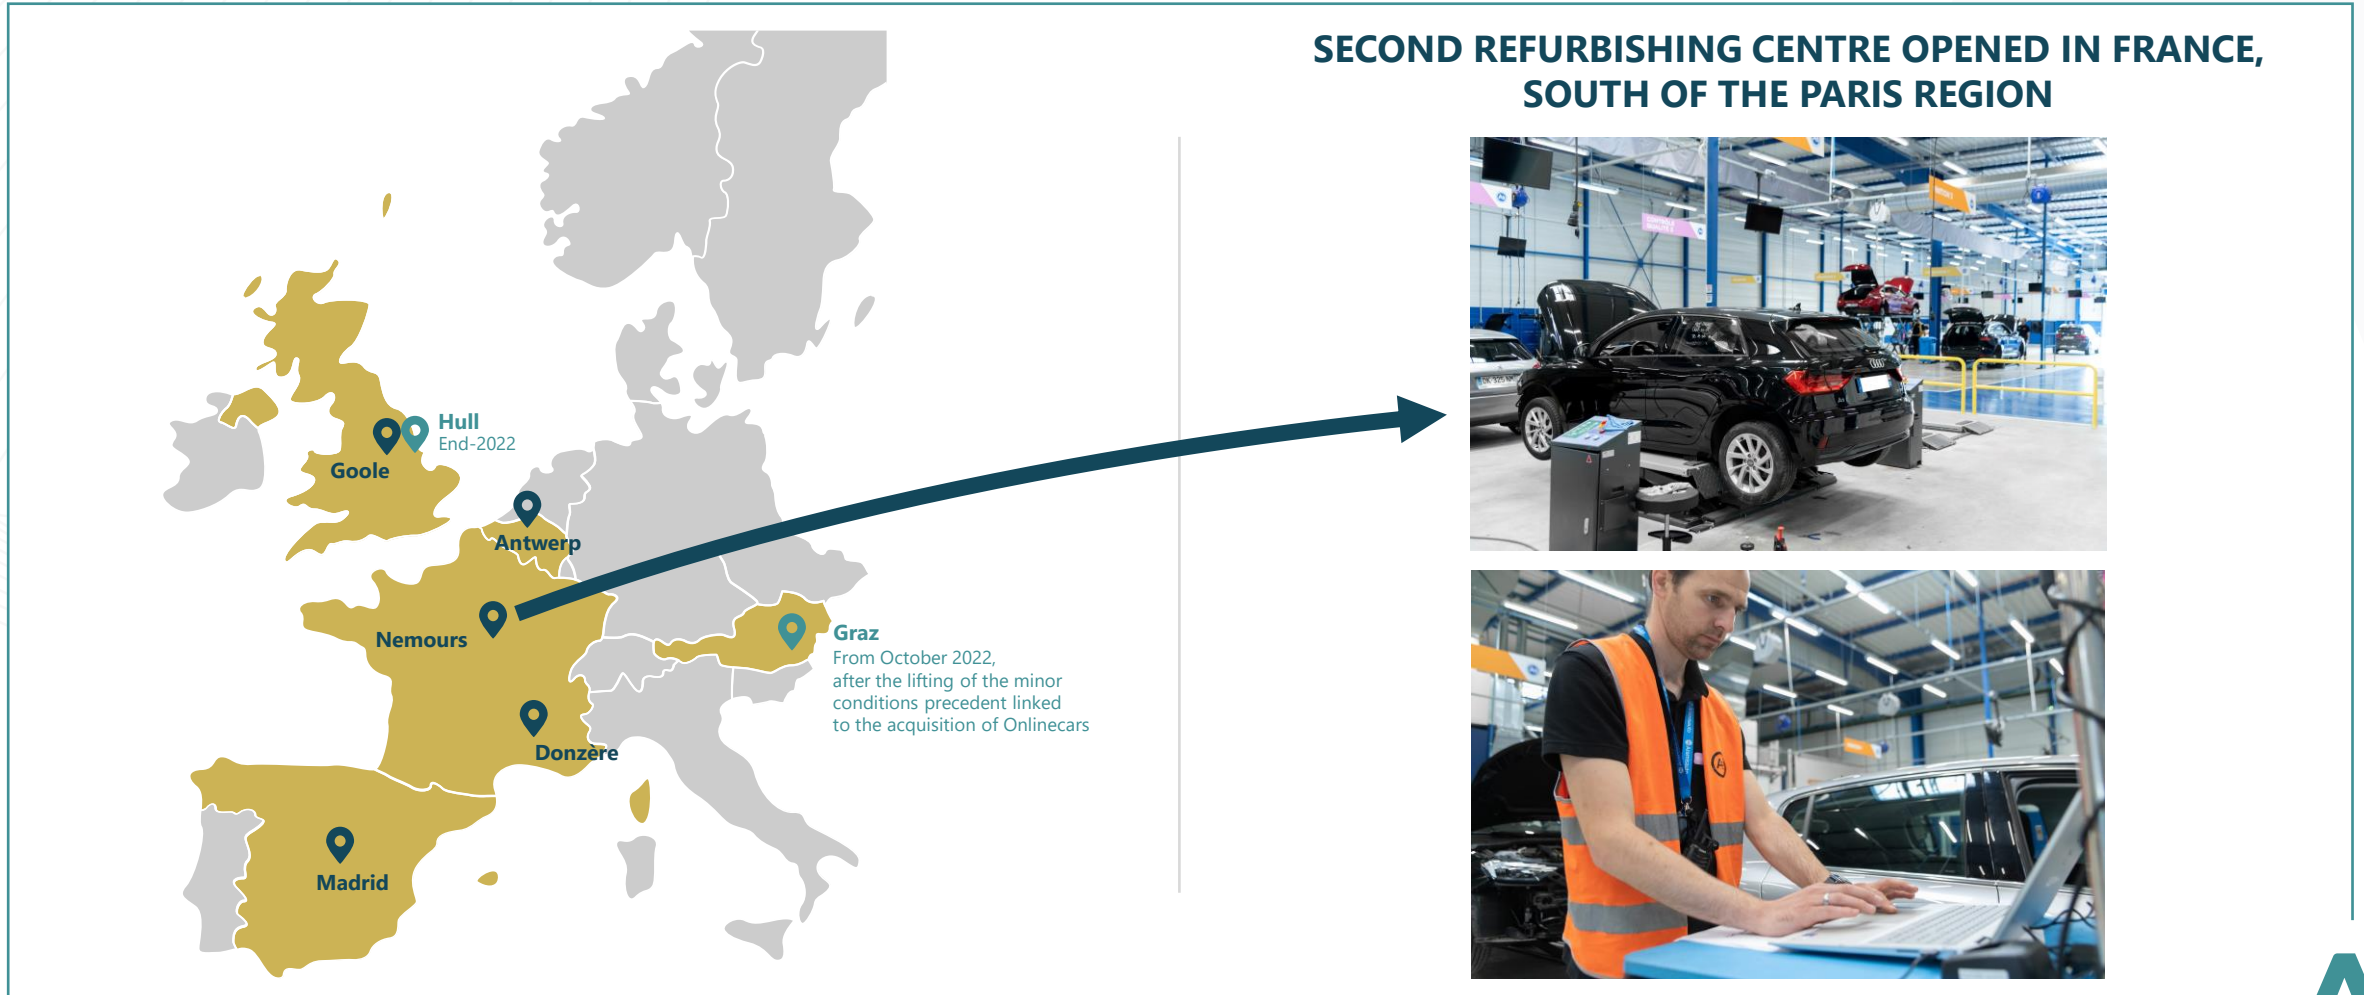 SECOND REFURBISHING CENTRE OPENED IN FRANCE,
SOUTH OF THE PARIS REGION
Hull
End-2022
Goole
Antwerp
Nemours
Graz
From October 2022,
after the lifting of the minor
conditions precedent linked
to the acquisition of Onlinecars
Donzère
Madrid